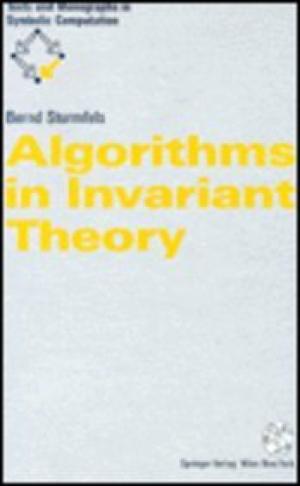 Texts and Monographs in
Symbolic Computation
Bernd Sturmfels
Algorithms
in Invariant
Theory
Springer-Verlag Wien New York